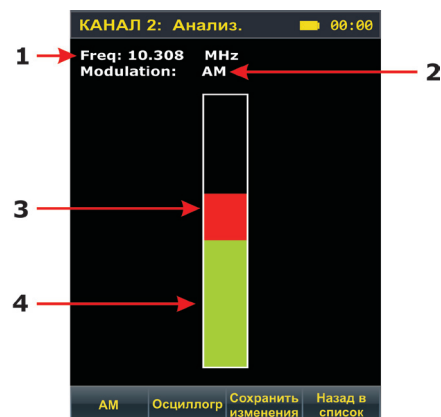 КАНАЛ 2: Анализ. 00:00
1 Freq: 10.308 MHz
Modulation: AM 2
3
4
АМ Осциллогр Сохранить изменения Назад в список